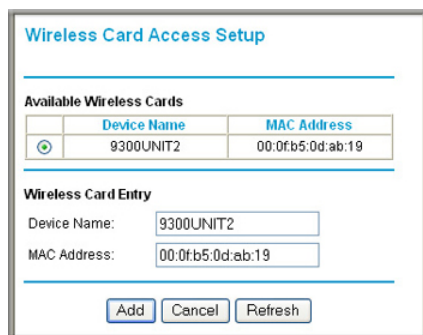 Wireless Card Access Setup
Available Wireless Cards
Device Name MAC Address
9300UNIT2 00:0f:b5:0d:ab:19
Wireless Card Entry
Device Name: 9300UNIT2
MAC Address: 00:0f:b5:0d:ab:19
Add Cancel Refresh